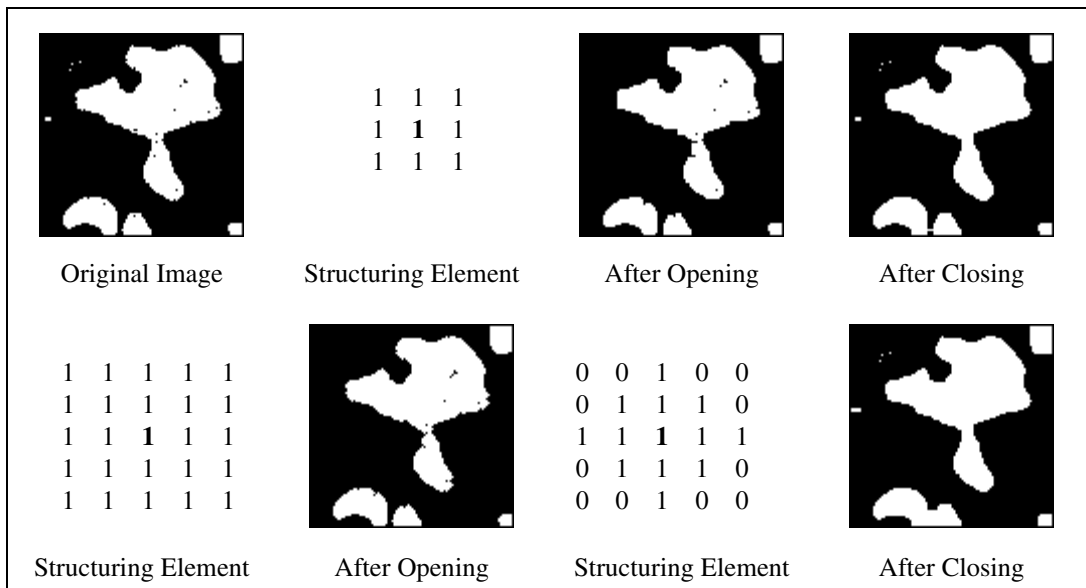 1 1 1
1 1 1
1 1 1
Original Image Structuring Element After Opening After Closing
1 1 1 1 1 0 0 1 0 0
1 1 1 1 1 0 1 1 1 0
1 1 1 1 1 1 1 1 1 1
1 1 1 1 1 0 1 1 1 0
1 1 1 1 1 0 0 1 0 0
Structuring Element After Opening Structuring Element After Closing